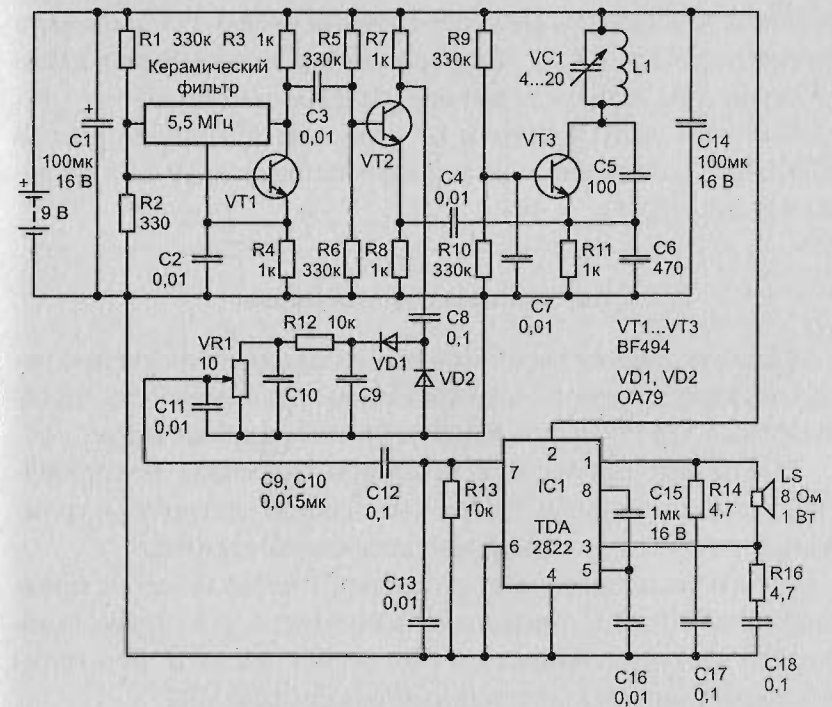 R1
330к
R3
1к
R5
330к
R7
1к
R9
330к
VC1
4...20
L1
Керамический
фильтр
5,5 МГц
C1
100мк
16 В
C3
0,01
VT2
VT3
C14
100мк
16 В
+
+
9 В
R2
330
VT1
C4
0,01
C5
100
C2
0,01
R4
1к
R6
330к
R8
1к
R10
330к
R11
1к
C6
470
C7
0,01
C8
0,1
VT1...VT3
BF494
VD1, VD2
OA79
VR1
10
R12
10к
VD1
VD2
C11
0,01
C10
C9
C9, C10
0,015мк
C12
0,1
R13
10к
7
2
1
IC1
8
TDA
2822
6
3
5
4
C15
1мк
16 В
R14
4,7
LS
8 Ом
1 Вт
R16
4,7
C13
0,01
C16
0,01
C17
0,1
C18
0,1